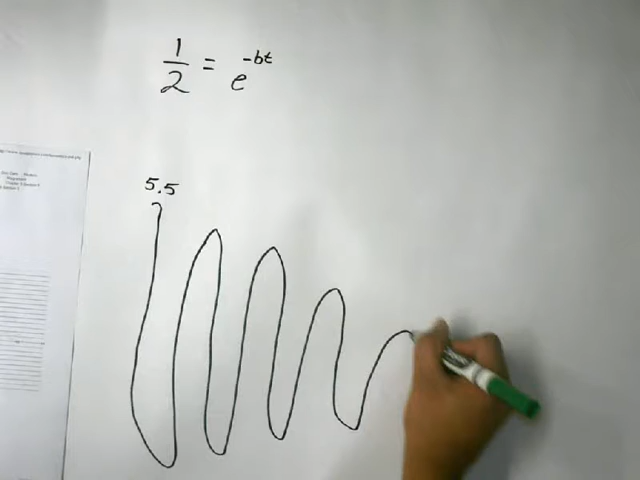 1/2 = e^-bt
5.5